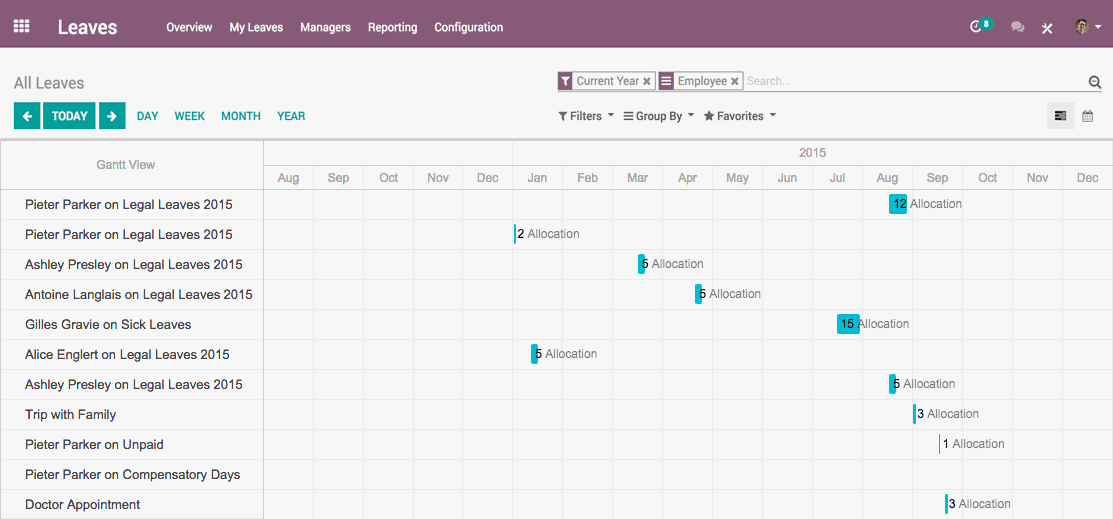 Leaves Overview My Leaves Managers Reporting Configuration 8
All Leaves Current Year Employee Search...
TODAY DAY WEEK MONTH YEAR Filters Group By Favorites
Gantt View 2015
Aug Sep Oct Nov Dec Jan Feb Mar Apr May Jun Jul Aug Sep Oct Nov Dec
Pieter Parker on Legal Leaves 2015 12 Allocation
Pieter Parker on Legal Leaves 2015 2 Allocation
Ashley Presley on Legal Leaves 2015 5 Allocation
Antoine Langlais on Legal Leaves 2015 5 Allocation
Gilles Gravie on Sick Leaves 15 Allocation
Alice Englert on Legal Leaves 2015 5 Allocation
Ashley Presley on Legal Leaves 2015 5 Allocation
Trip with Family 3 Allocation
Pieter Parker on Unpaid 1 Allocation
Pieter Parker on Compensatory Days
Doctor Appointment 3 Allocation